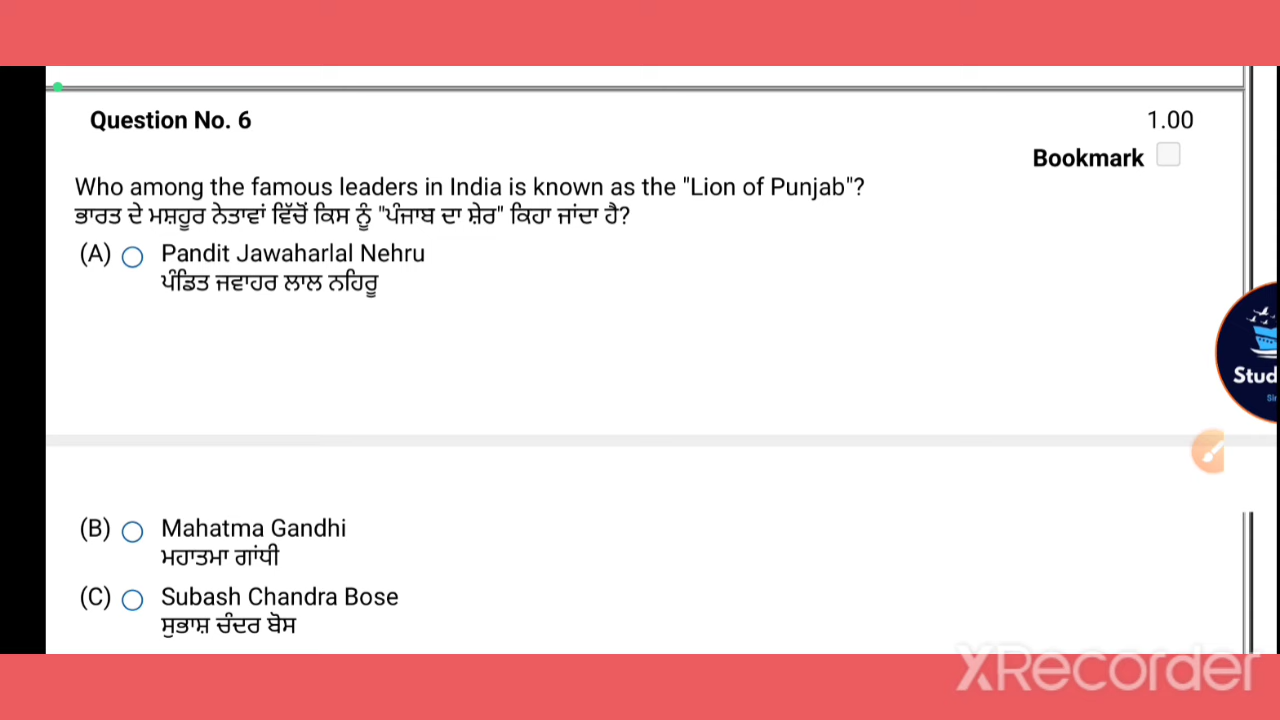 Question No. 6
1.00
Bookmark
Who among the famous leaders in India is known as the "Lion of Punjab"?
ਭਾਰਤ ਦੇ ਮਸ਼ਹੂਰ ਨੇਤਾਵਾਂ ਵਿੱਚੋਂ ਕਿਸ ਨੂੰ "ਪੰਜਾਬ ਦਾ ਸ਼ੇਰ" ਕਿਹਾ ਜਾਂਦਾ ਹੈ?
(A) Pandit Jawaharlal Nehru
ਪੰਡਿਤ ਜਵਾਹਰ ਲਾਲ ਨਹਿਰੂ
Stud
(B) Mahatma Gandhi
ਮਹਾਤਮਾ ਗਾਂਧੀ
(C) Subash Chandra Bose
ਸੁਭਾਸ਼ ਚੰਦਰ ਬੋਸ
XRecorder